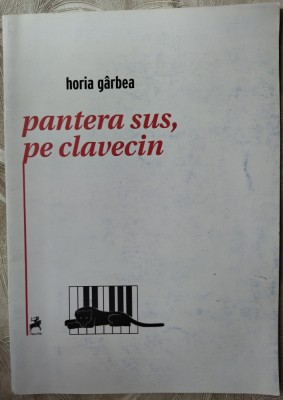 horia gârbea
pantera sus,
pe clavecin